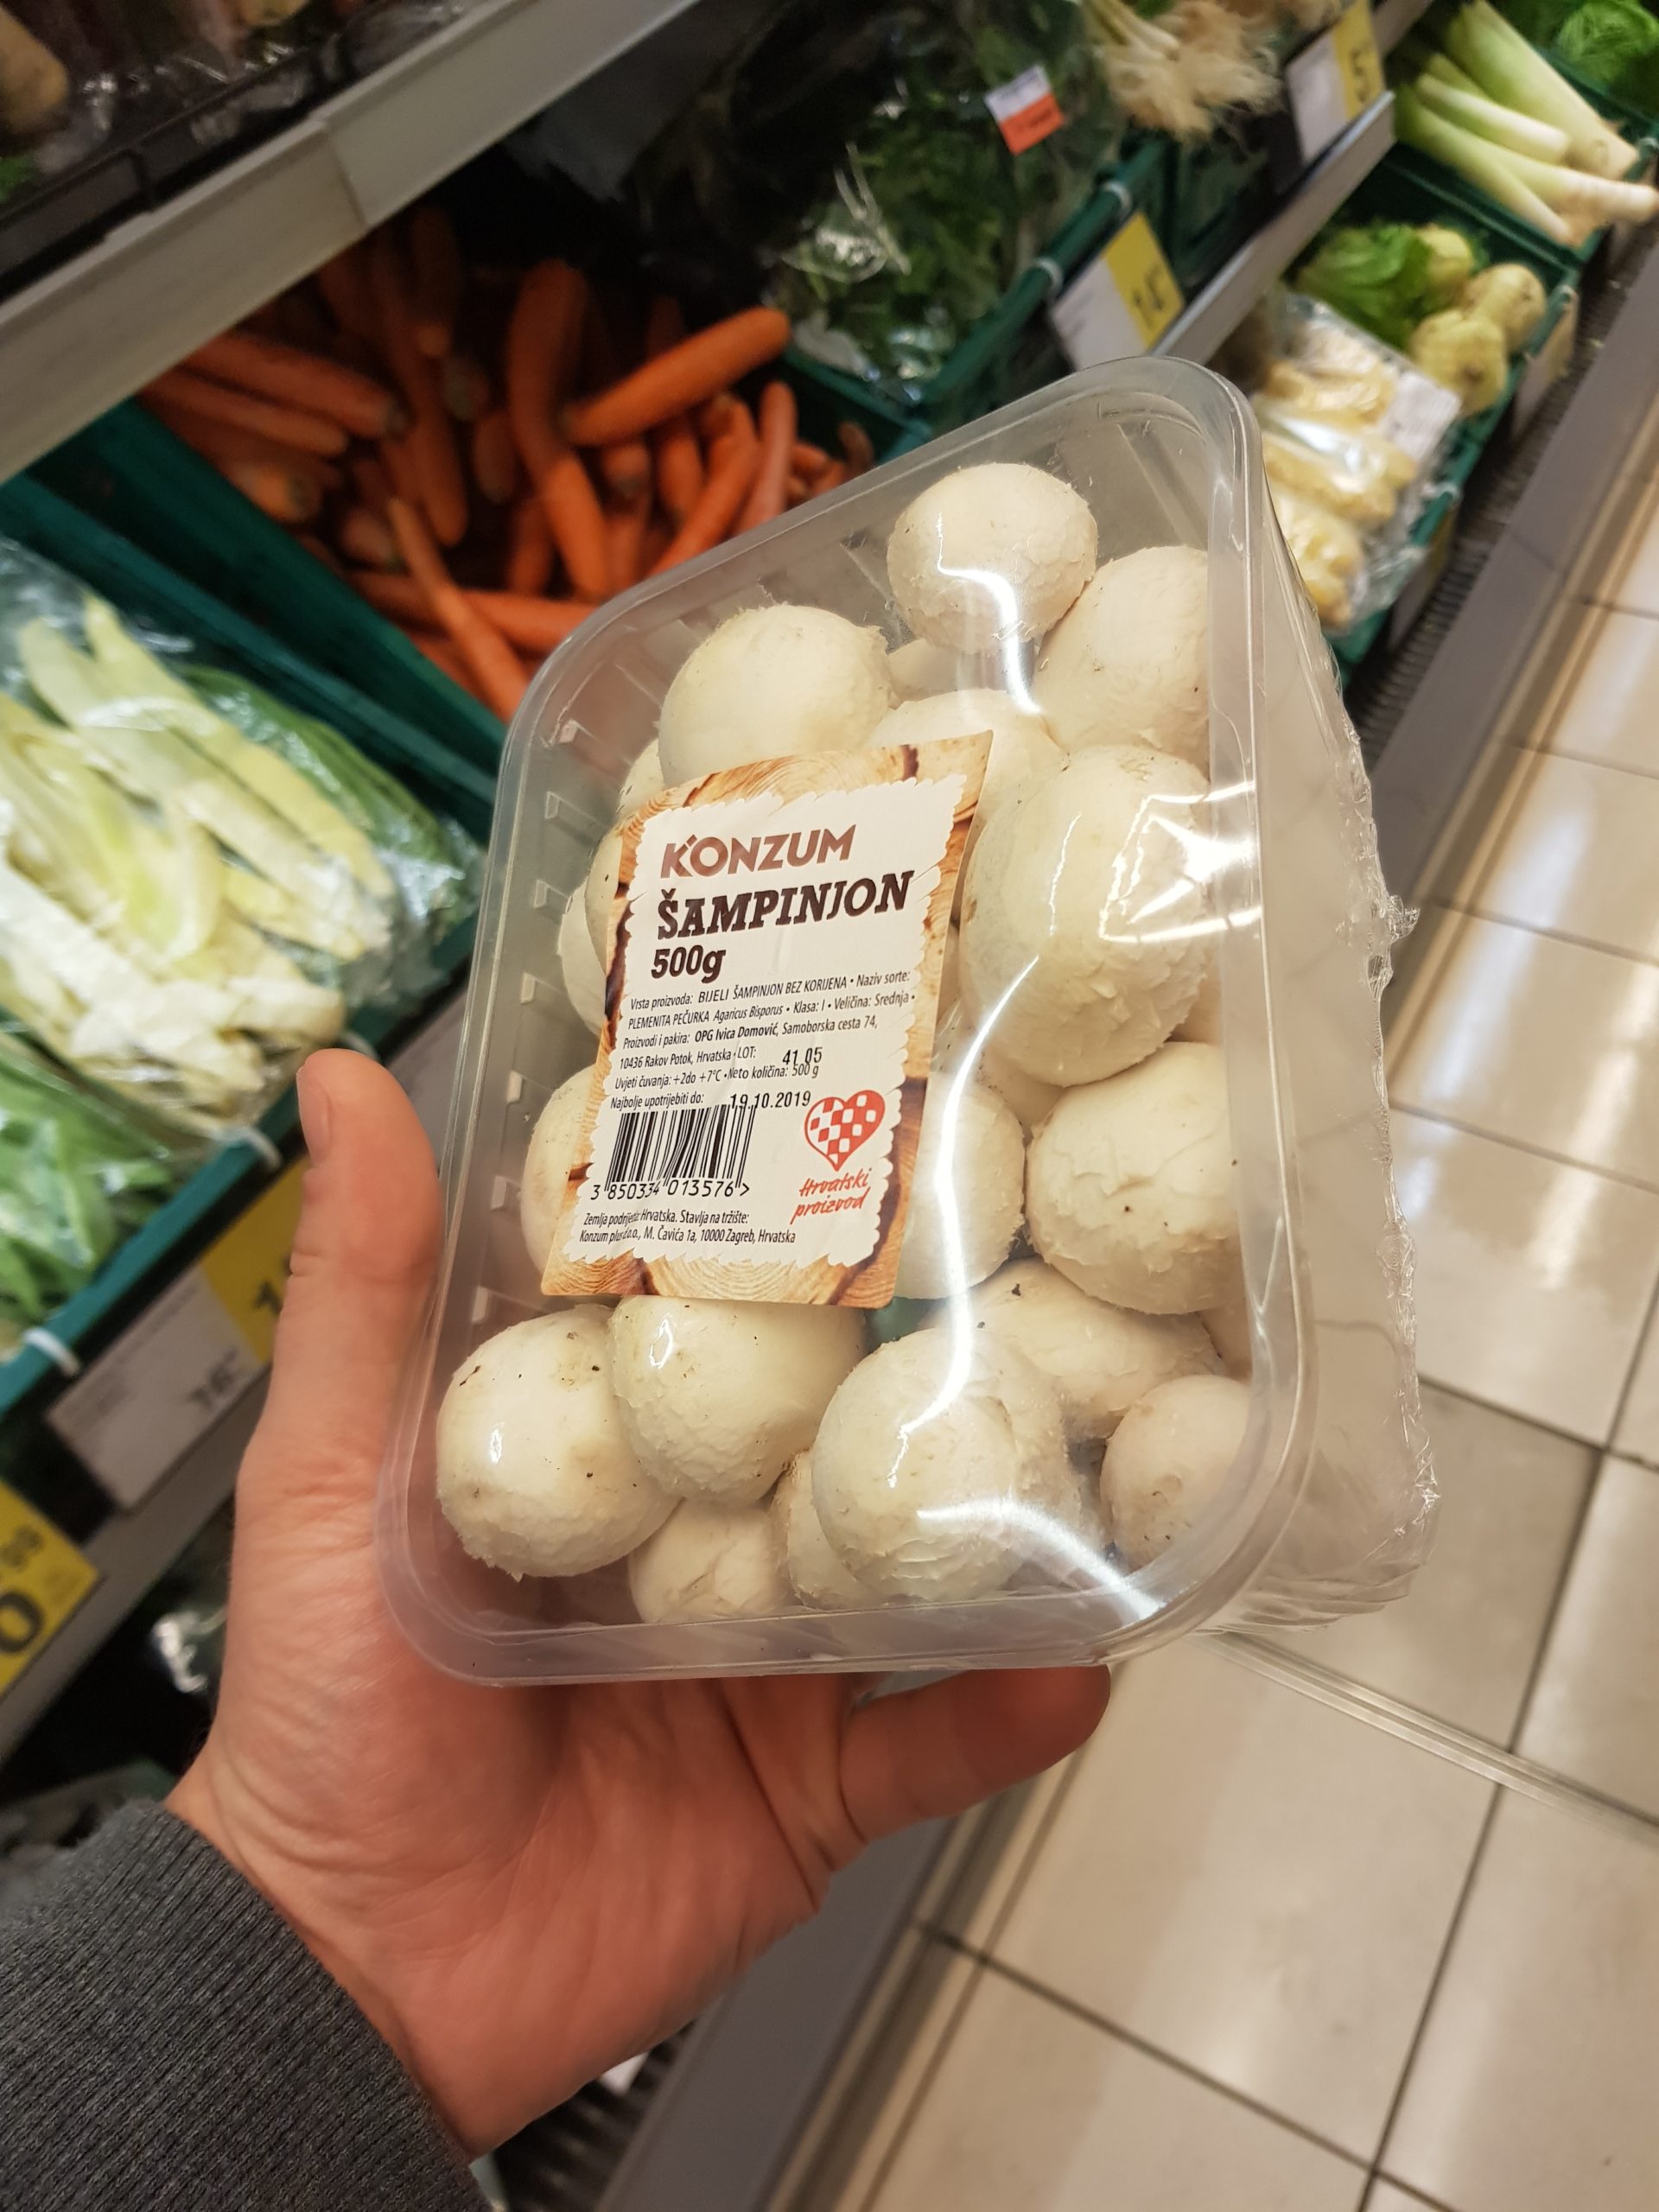 KONZUM
ŠAMPINJON
500g
Vrsta proizvoda: BIJELI ŠAMPINJON BEZ KORIJENA • Naziv sorte:
PLEMENITA PEČURKA Agaricus Bisporus • Klasa: I • Veličina: Srednja •
Proizvodi i pakira: OPG Ivica Domović, Samoborska cesta 74,
10436 Rakov Potok, Hrvatska • LOT: 41 05
Uvjeti čuvanja: +2do +7°C • Neto količina: 500 g
Najbolje upotrijebiti do: 19.10.2019
3 850334 013576 >
Hrvatski
proizvod
Zemlja podrijetla: Hrvatska. Stavlja na tržište:
Konzum plus d.o.o., M. Čavića 1a, 10000 Zagreb, Hrvatska
5
14